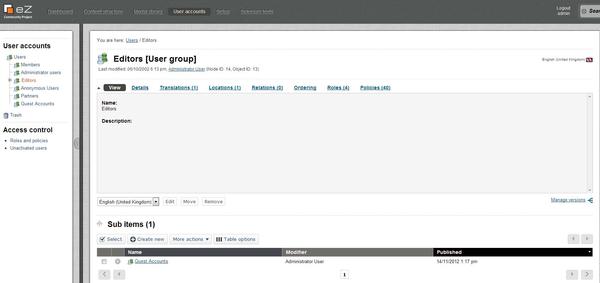 eZ
Community Project
Dashboard Content structure Media library User accounts Setup Selenium tests
Logout
admin
Sear
User accounts
Users
Members
Administrator users
Editors
Anonymous Users
Partners
Guest Accounts
Trash
Access control
Roles and policies
Unactivated users
You are here: Users / Editors
Editors [User group]
Last modified: 06/10/2002 6:13 pm, Administrator User (Node ID: 14, Object ID: 13)
English (United Kingdom)
View Details Translations (1) Locations (1) Relations (0) Ordering Roles (4) Policies (40)
Name:
Editors
Description:
English (United Kingdom) Edit Move Remove
Manage versions
Sub items (1)
Select Create new More actions Table options
Name Modifier Published
Guest Accounts Administrator User 14/11/2012 1:17 pm
1